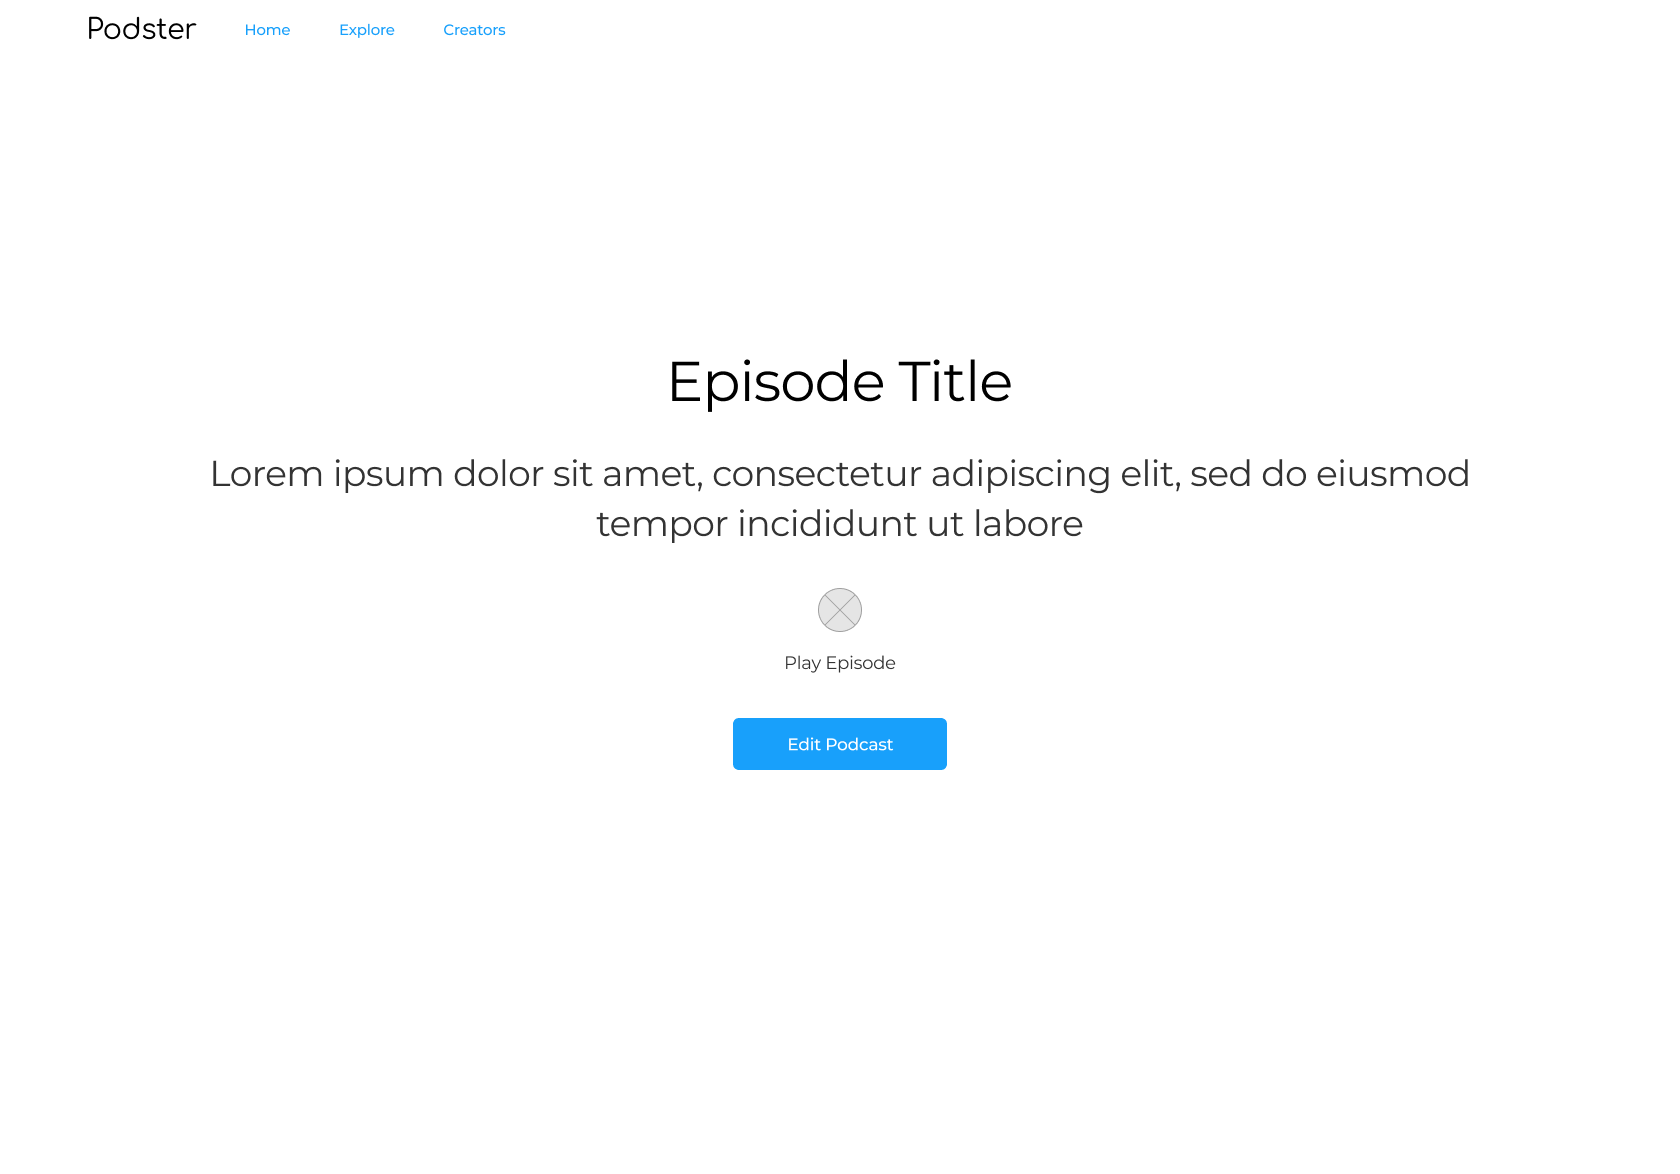 Podster
Home
Explore
Creators
Episode Title
Lorem ipsum dolor sit amet, consectetur adipiscing elit, sed do eiusmod
tempor incididunt ut labore
Play Episode
Edit Podcast